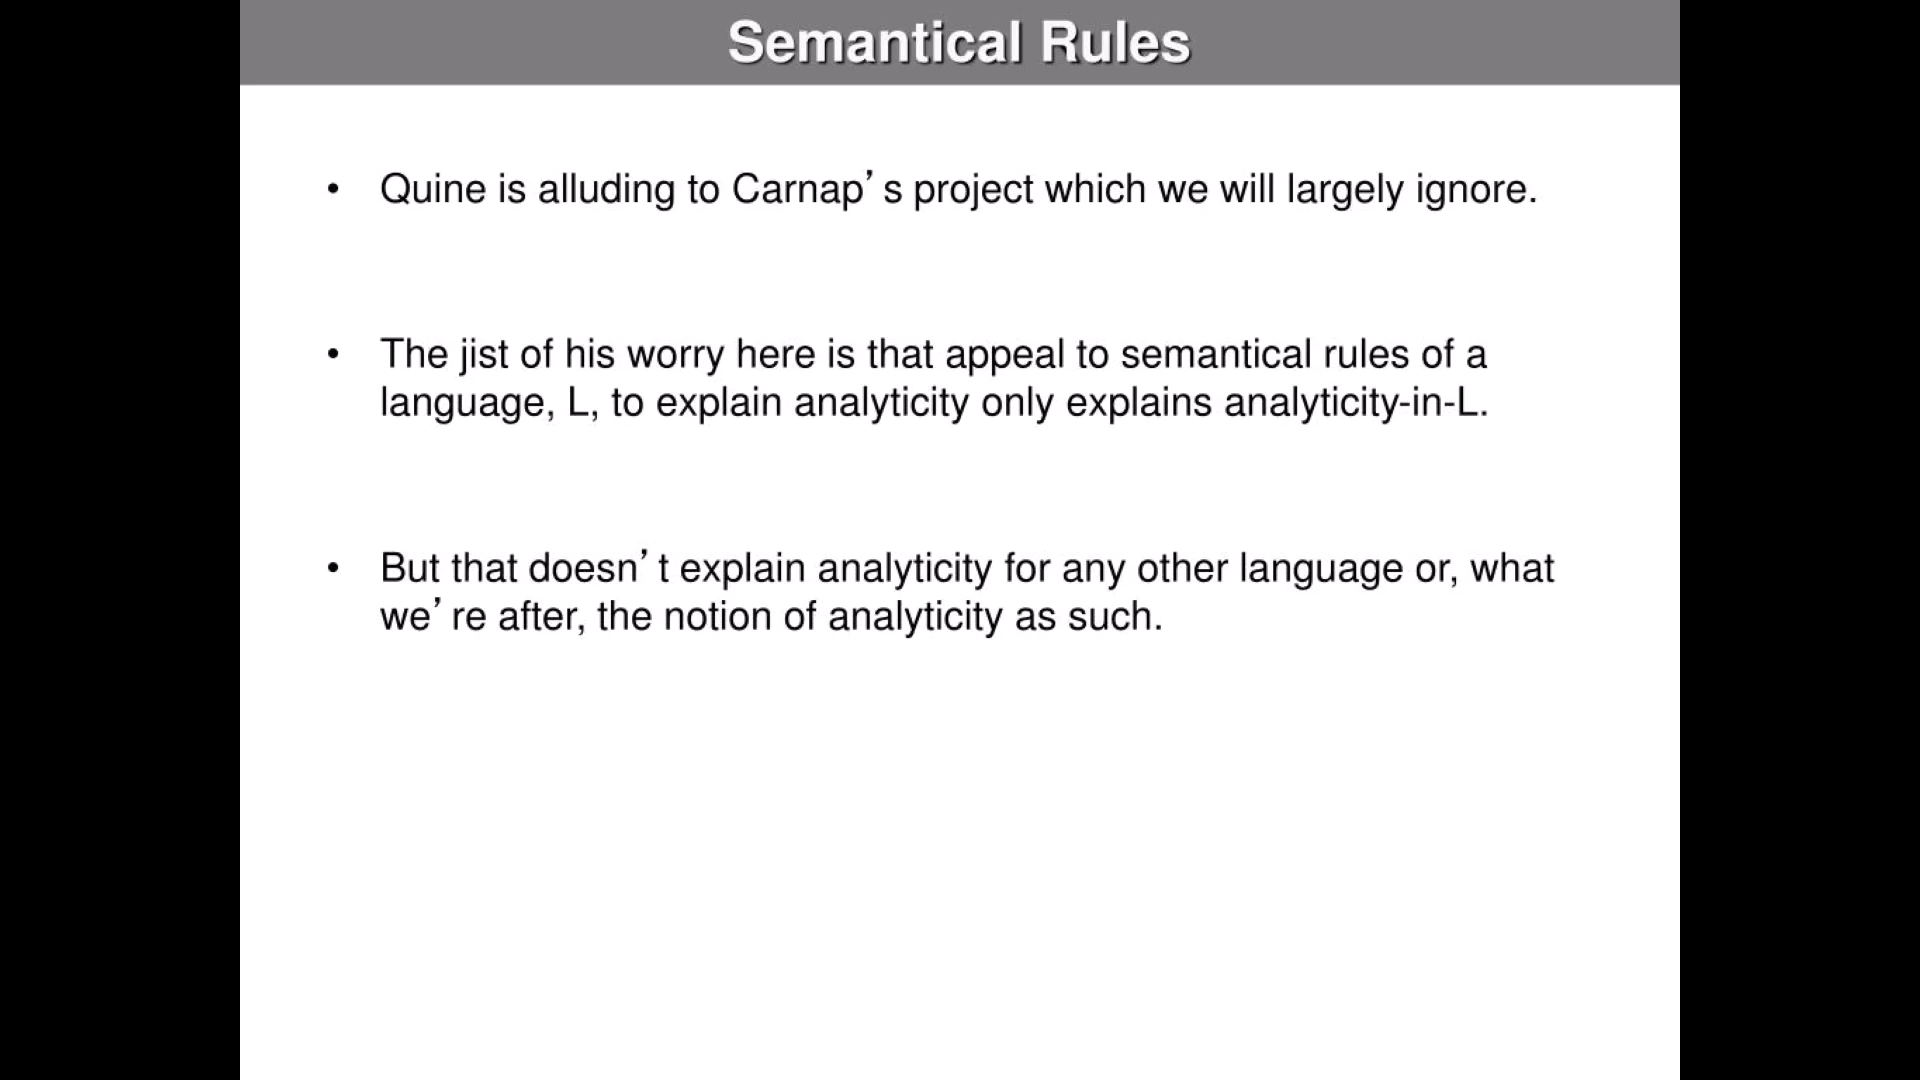 Semantical Rules
• Quine is alluding to Carnap’s project which we will largely ignore.
• The jist of his worry here is that appeal to semantical rules of a
language, L, to explain analyticity only explains analyticity-in-L.
• But that doesn’t explain analyticity for any other language or, what
we’re after, the notion of analyticity as such.